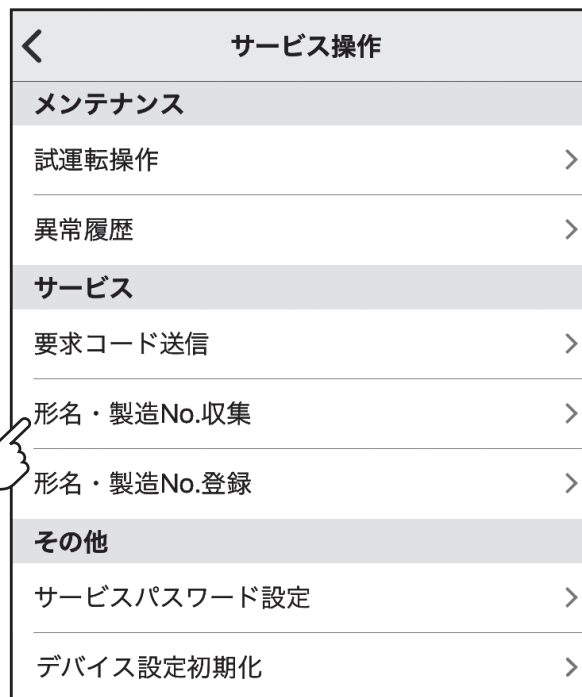 サービス操作
メンテナンス
試運転操作
異常履歴
サービス
要求コード送信
形名・製造No.収集
形名・製造No.登録
その他
サービスパスワード設定
デバイス設定初期化